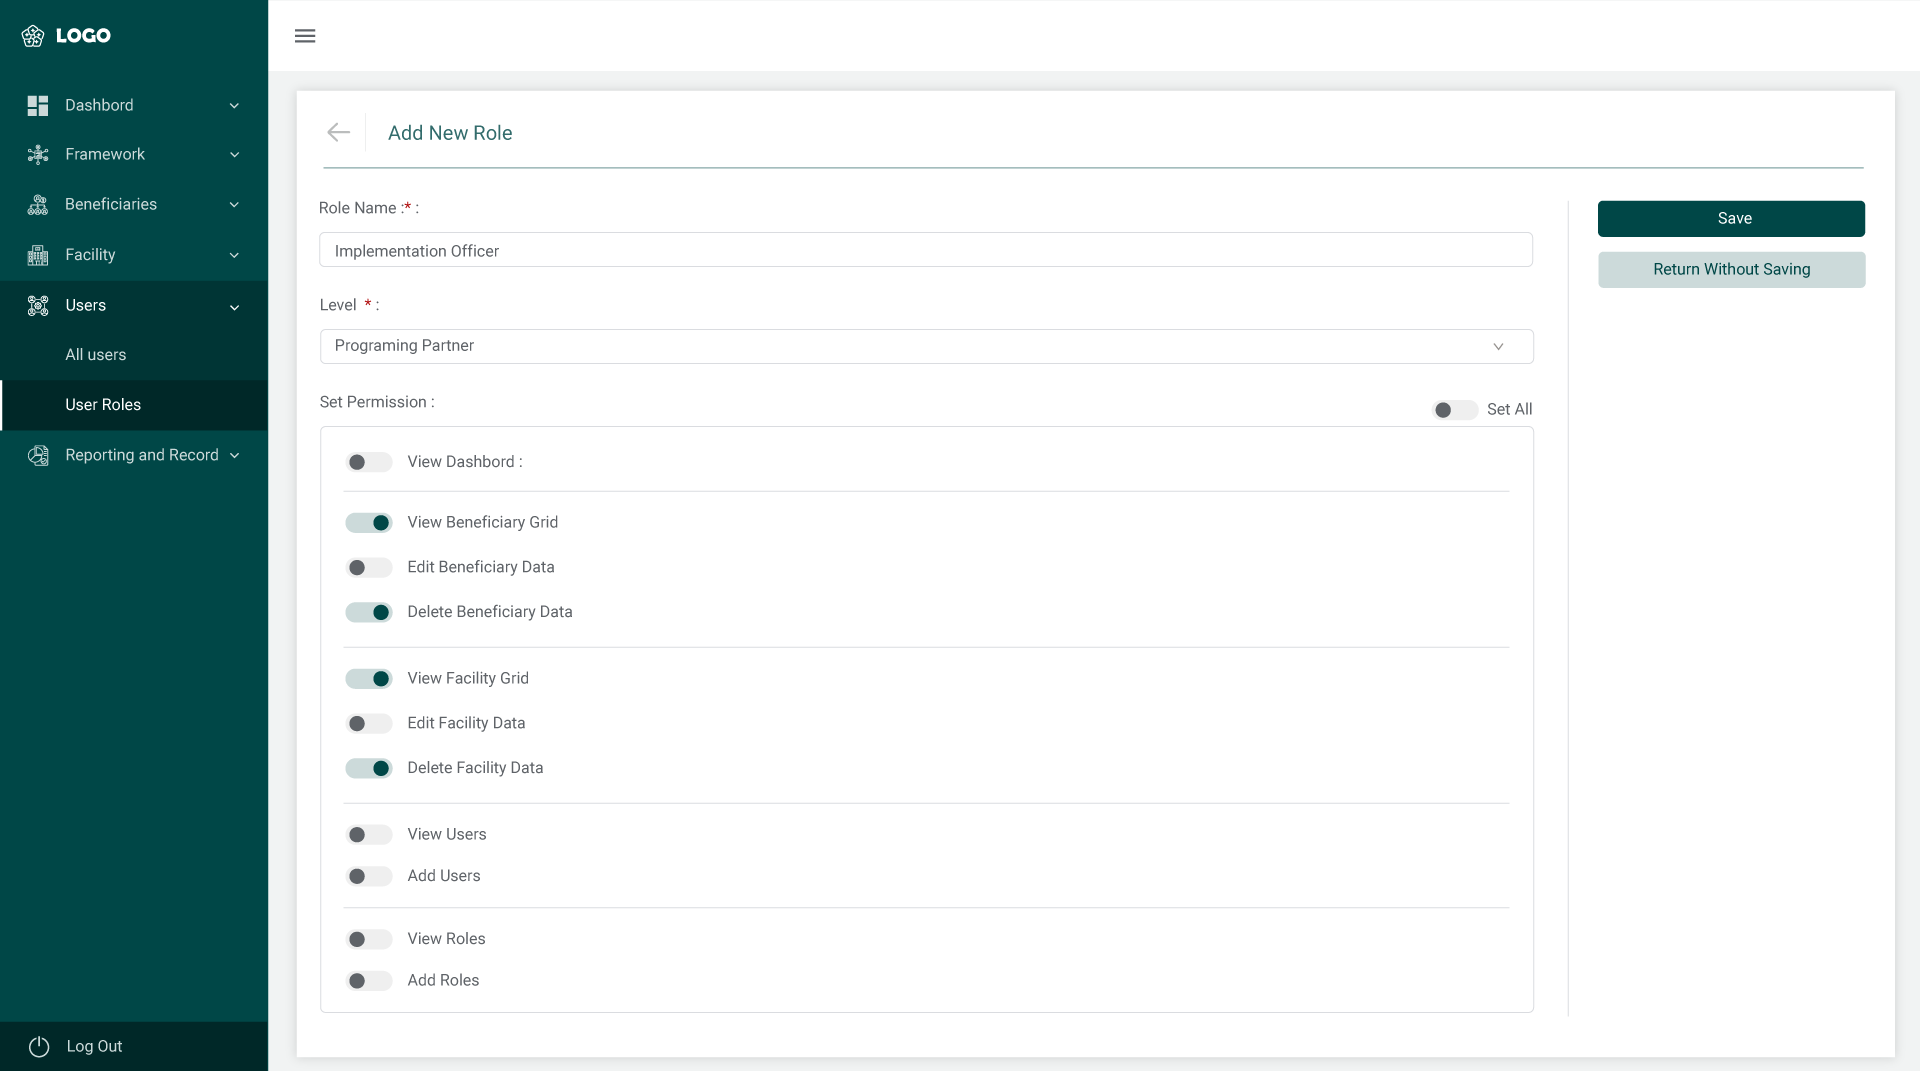 LOGO
Dashbord
Framework
Beneficiaries
Facility
Users
All users
User Roles
Reporting and Record
Log Out
Add New Role
Role Name :* :
Implementation Officer
Level * :
Programing Partner
Set Permission :
Set All
View Dashbord :
View Beneficiary Grid
Edit Beneficiary Data
Delete Beneficiary Data
View Facility Grid
Edit Facility Data
Delete Facility Data
View Users
Add Users
View Roles
Add Roles
Save
Return Without Saving